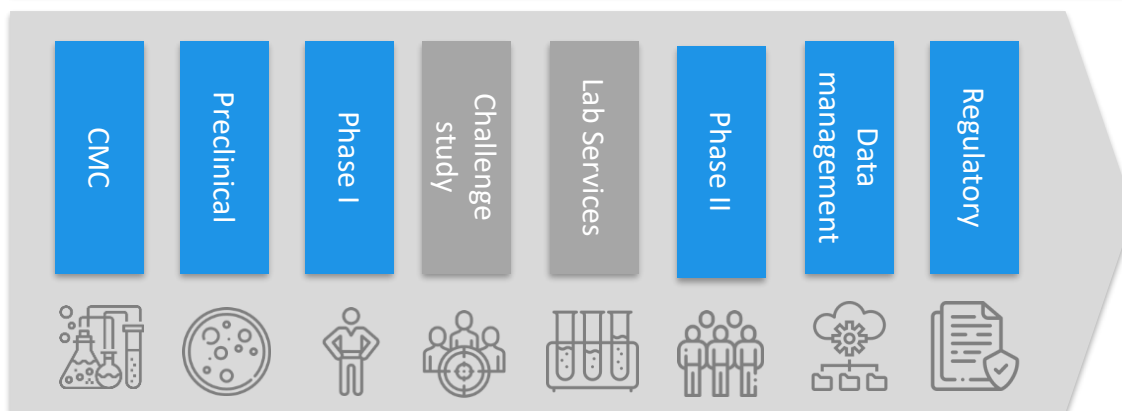 CMC
Preclinical
Phase I
Challenge
study
Lab Services
Phase II
Data
management
Regulatory